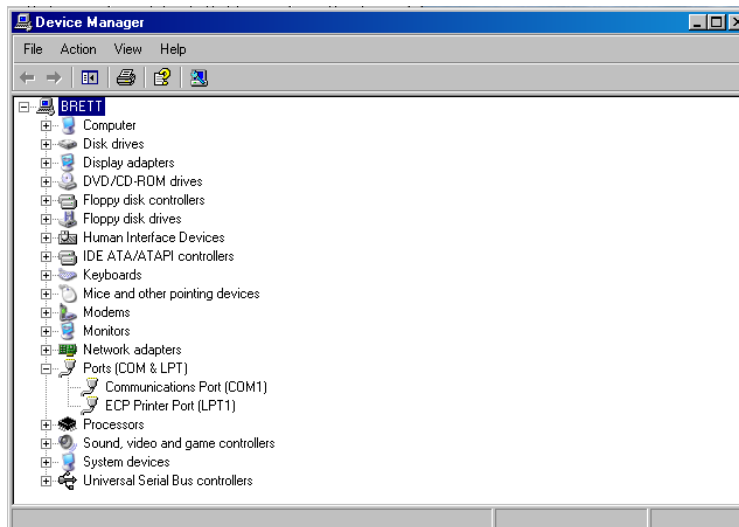 Device Manager
File Action View Help
BRETT
Computer
Disk drives
Display adapters
DVD/CD-ROM drives
Floppy disk controllers
Floppy disk drives
Human Interface Devices
IDE ATA/ATAPI controllers
Keyboards
Mice and other pointing devices
Modems
Monitors
Network adapters
Ports (COM & LPT)
Communications Port (COM1)
ECP Printer Port (LPT1)
Processors
Sound, video and game controllers
System devices
Universal Serial Bus controllers